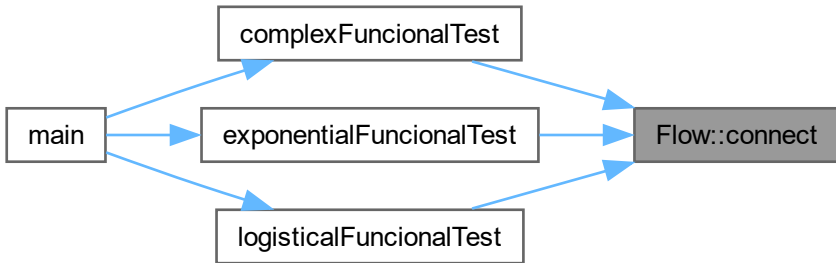 complexFuncionalTest
main
exponentialFuncionalTest
Flow::connect
logisticalFuncionalTest